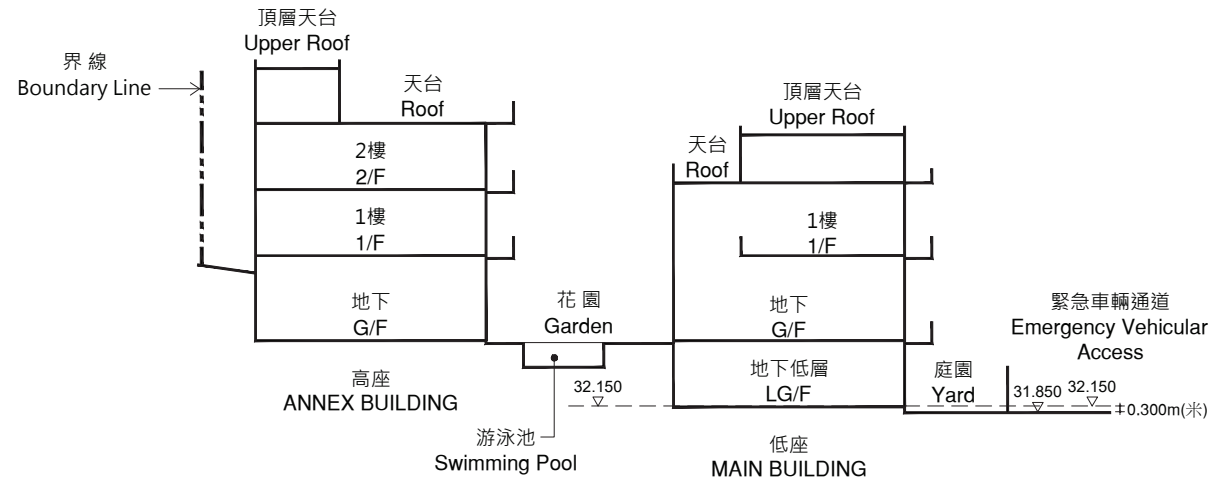 頂層天台
Upper Roof
界 線
Boundary Line
天台
Roof
頂層天台
Upper Roof
天台
Roof
2樓
2/F
1樓
1/F
1樓
1/F
地下
G/F
花 園
Garden
地下
G/F
緊急車輛通道
Emergency Vehicular
Access
高座
ANNEX BUILDING
32.150
地下低層
LG/F
庭園
Yard
31.850
32.150
‡0.300m(米)
游泳池
Swimming Pool
低座
MAIN BUILDING